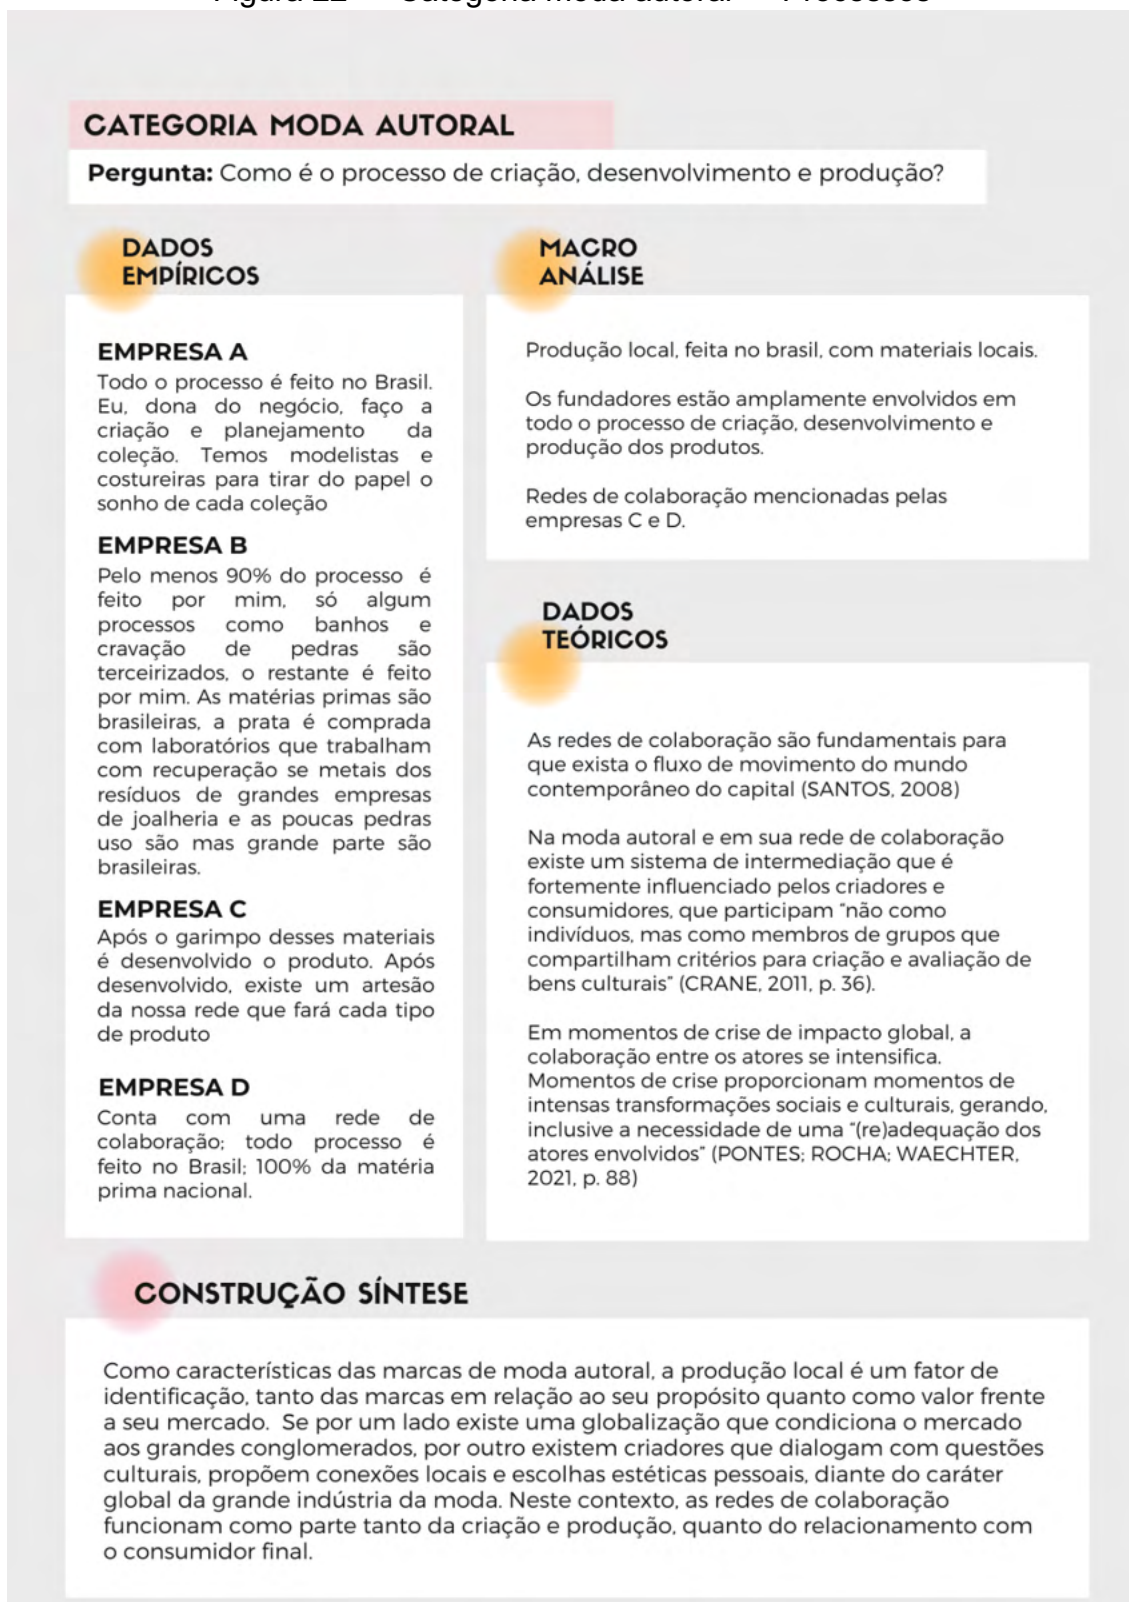 CATEGORIA MODA AUTORAL
Pergunta: Como é o processo de criação, desenvolvimento e produção?
DADOS
EMPÍRICOS
EMPRESA A
Todo o processo é feito no Brasil.
Eu, dona do negócio, faço a
criação e planejamento da
coleção. Temos modelistas e
costureiras para tirar do papel o
sonho de cada coleção
EMPRESA B
Pelo menos 90% do processo é
feito por mim, só algum
processos como banhos e
cravação de pedras são
terceirizados, o restante é feito
por mim. As matérias primas são
brasileiras, a prata é comprada
com laboratórios que trabalham
com recuperação se metais dos
resíduos de grandes empresas
de joalheria e as poucas pedras
uso são mas grande parte são
brasileiras.
EMPRESA C
Após o garimpo desses materiais
é desenvolvido o produto. Após
desenvolvido, existe um artesão
da nossa rede que fará cada tipo
de produto
EMPRESA D
Conta com uma rede de
colaboração; todo processo é
feito no Brasil; 100% da matéria
prima nacional.
MACRO
ANÁLISE
Produção local, feita no brasil, com materiais locais.
Os fundadores estão amplamente envolvidos em
todo o processo de criação, desenvolvimento e
produção dos produtos.
Redes de colaboração mencionadas pelas
empresas C e D.
DADOS
TEÓRICOS
As redes de colaboração são fundamentais para
que exista o fluxo de movimento do mundo
contemporâneo do capital (SANTOS, 2008)
Na moda autoral e em sua rede de colaboração
existe um sistema de intermediação que é
fortemente influenciado pelos criadores e
consumidores, que participam "não como
indivíduos, mas como membros de grupos que
compartilham critérios para criação e avaliação de
bens culturais" (CRANE, 2011, p. 36).
Em momentos de crise de impacto global, a
colaboração entre os atores se intensifica.
Momentos de crise proporcionam momentos de
intensas transformações sociais e culturais, gerando,
inclusive a necessidade de uma "(re)adequação dos
atores envolvidos" (PONTES; ROCHA; WAECHTER,
2021, p. 88)
CONSTRUÇÃO SÍNTESE
Como características das marcas de moda autoral, a produção local é um fator de
identificação, tanto das marcas em relação ao seu propósito quanto como valor frente
a seu mercado. Se por um lado existe uma globalização que condiciona o mercado
aos grandes conglomerados, por outro existem criadores que dialogam com questões
culturais, propõem conexões locais e escolhas estéticas pessoais, diante do caráter
global da grande indústria da moda. Neste contexto, as redes de colaboração
funcionam como parte tanto da criação e produção, quanto do relacionamento com
o consumidor final.